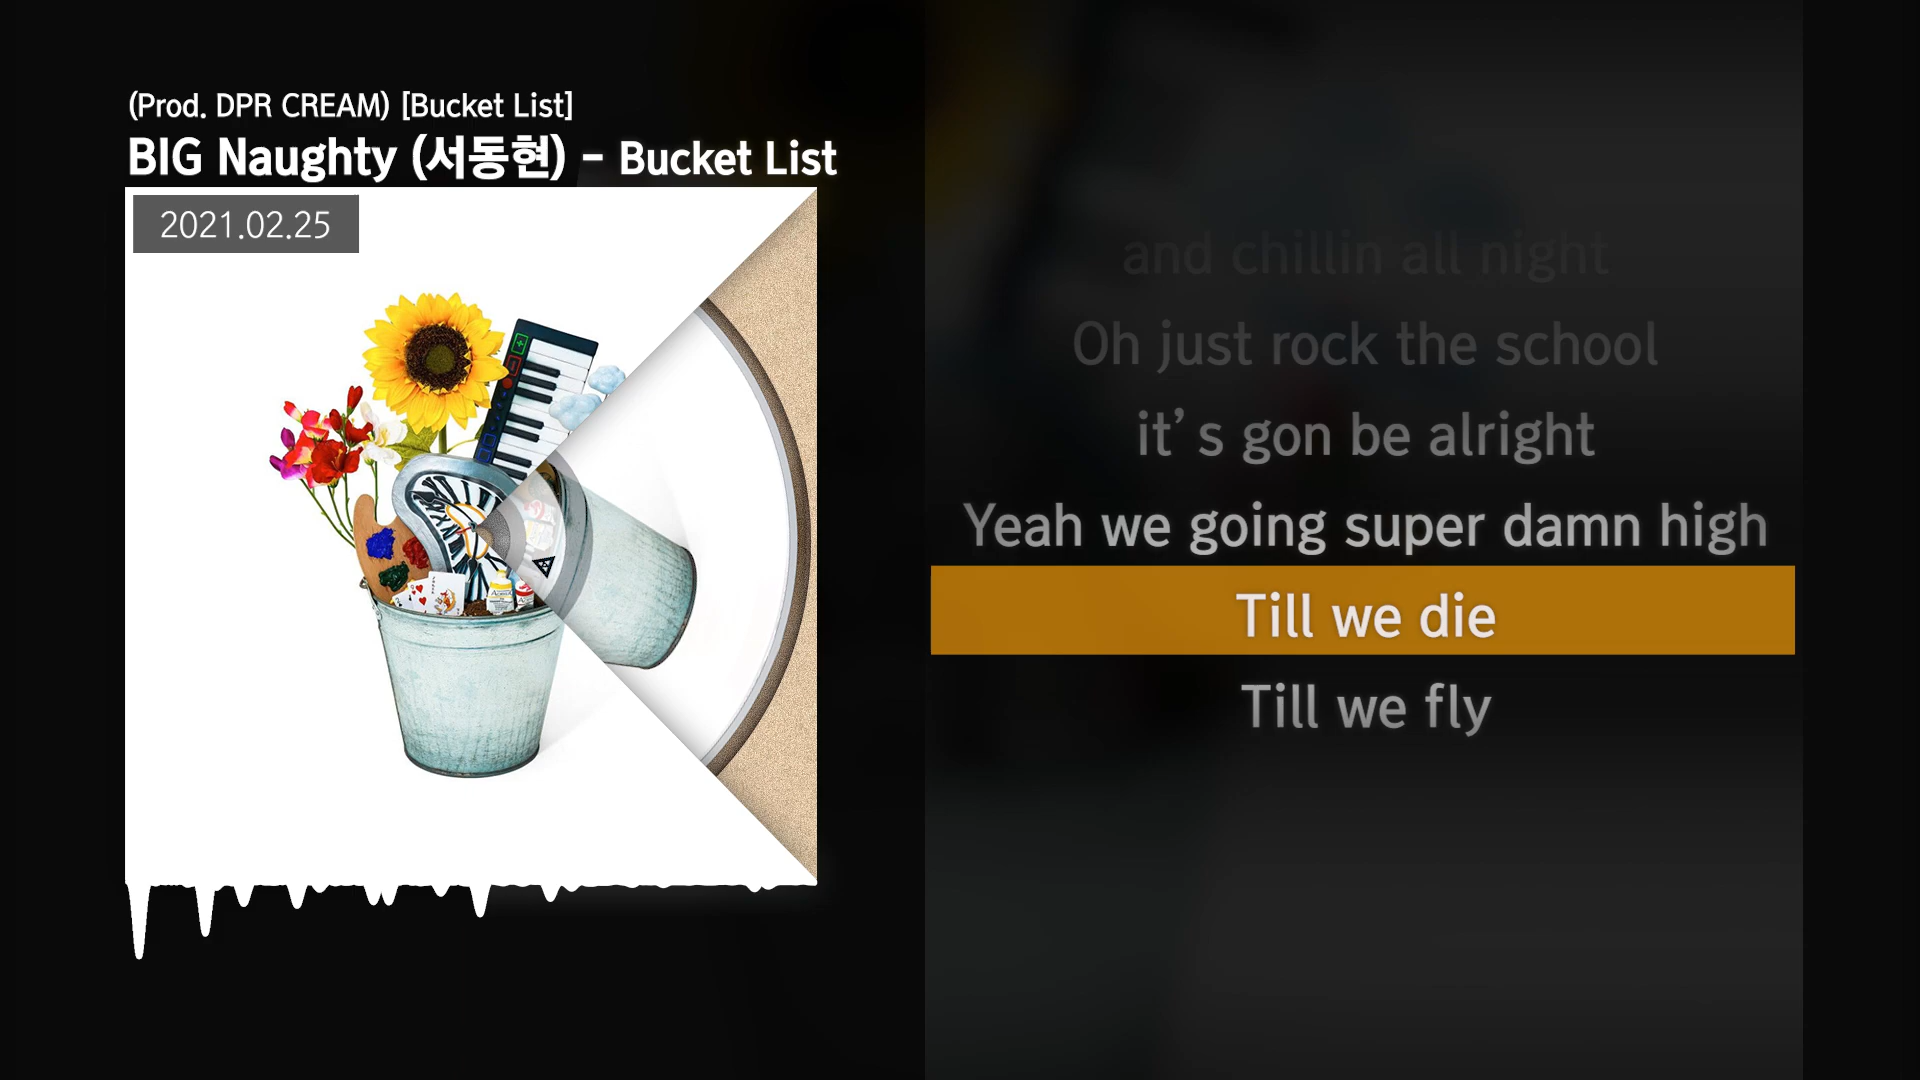 (Prod. DPR CREAM) [Bucket List]
BIG Naughty (서동현) - Bucket List
2021.02.25
and chillin all night
Oh just rock the school
it's gon be alright
Yeah we going super damn high
Till we die
Till we fly